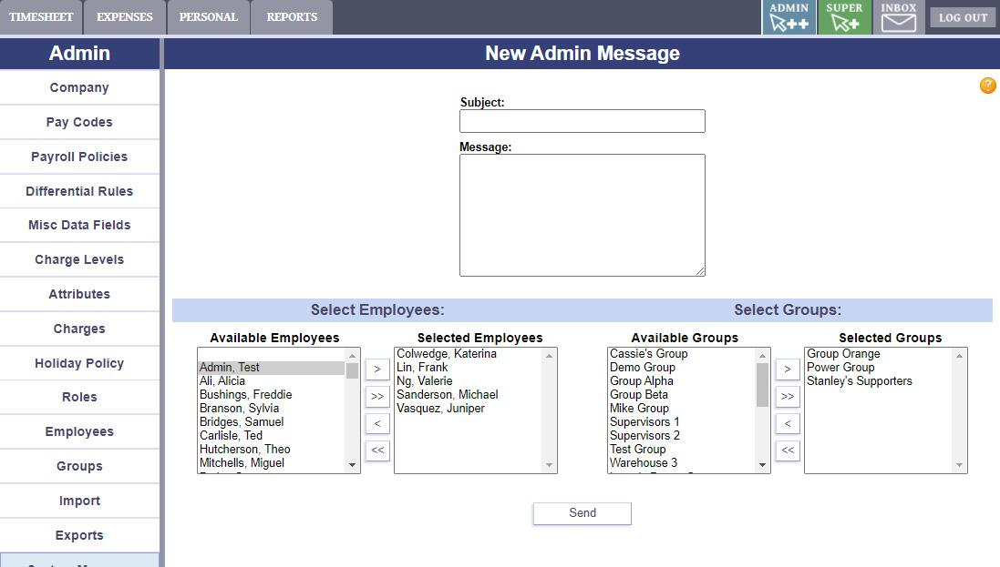 TIMESHEET
EXPENSES
PERSONAL
REPORTS
ADMIN
SUPER
INBOX
LOG OUT
Admin
New Admin Message
Company
Pay Codes
Payroll Policies
Differential Rules
Misc Data Fields
Charge Levels
Attributes
Charges
Holiday Policy
Roles
Employees
Groups
Import
Exports
?
Subject:
Message:
Select Employees:
Select Groups:
Available Employees
Admin, Test
Ali, Alicia
Bushings, Freddie
Branson, Sylvia
Bridges, Samuel
Carlisle, Ted
Hutcherson, Theo
Mitchells, Miguel
>
>>
<
<<
Selected Employees
Colwedge, Katerina
Lin, Frank
Ng, Valerie
Sanderson, Michael
Vasquez, Juniper
Available Groups
Cassie's Group
Demo Group
Group Alpha
Group Beta
Mike Group
Supervisors 1
Supervisors 2
Test Group
Warehouse 3
>
>>
<
<<
Selected Groups
Group Orange
Power Group
Stanley's Supporters
Send